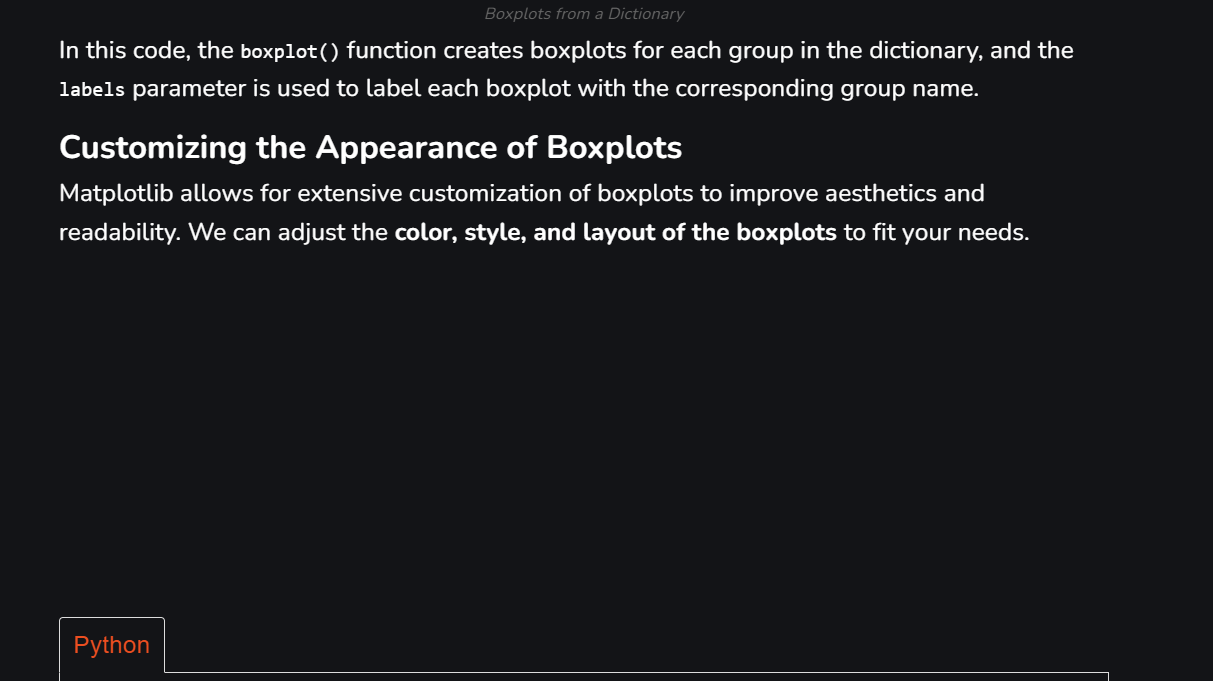 Boxplots from a Dictionary
In this code, the boxplot() function creates boxplots for each group in the dictionary, and the
labels parameter is used to label each boxplot with the corresponding group name.
Customizing the Appearance of Boxplots
Matplotlib allows for extensive customization of boxplots to improve aesthetics and
readability. We can adjust the color, style, and layout of the boxplots to fit your needs.
Python